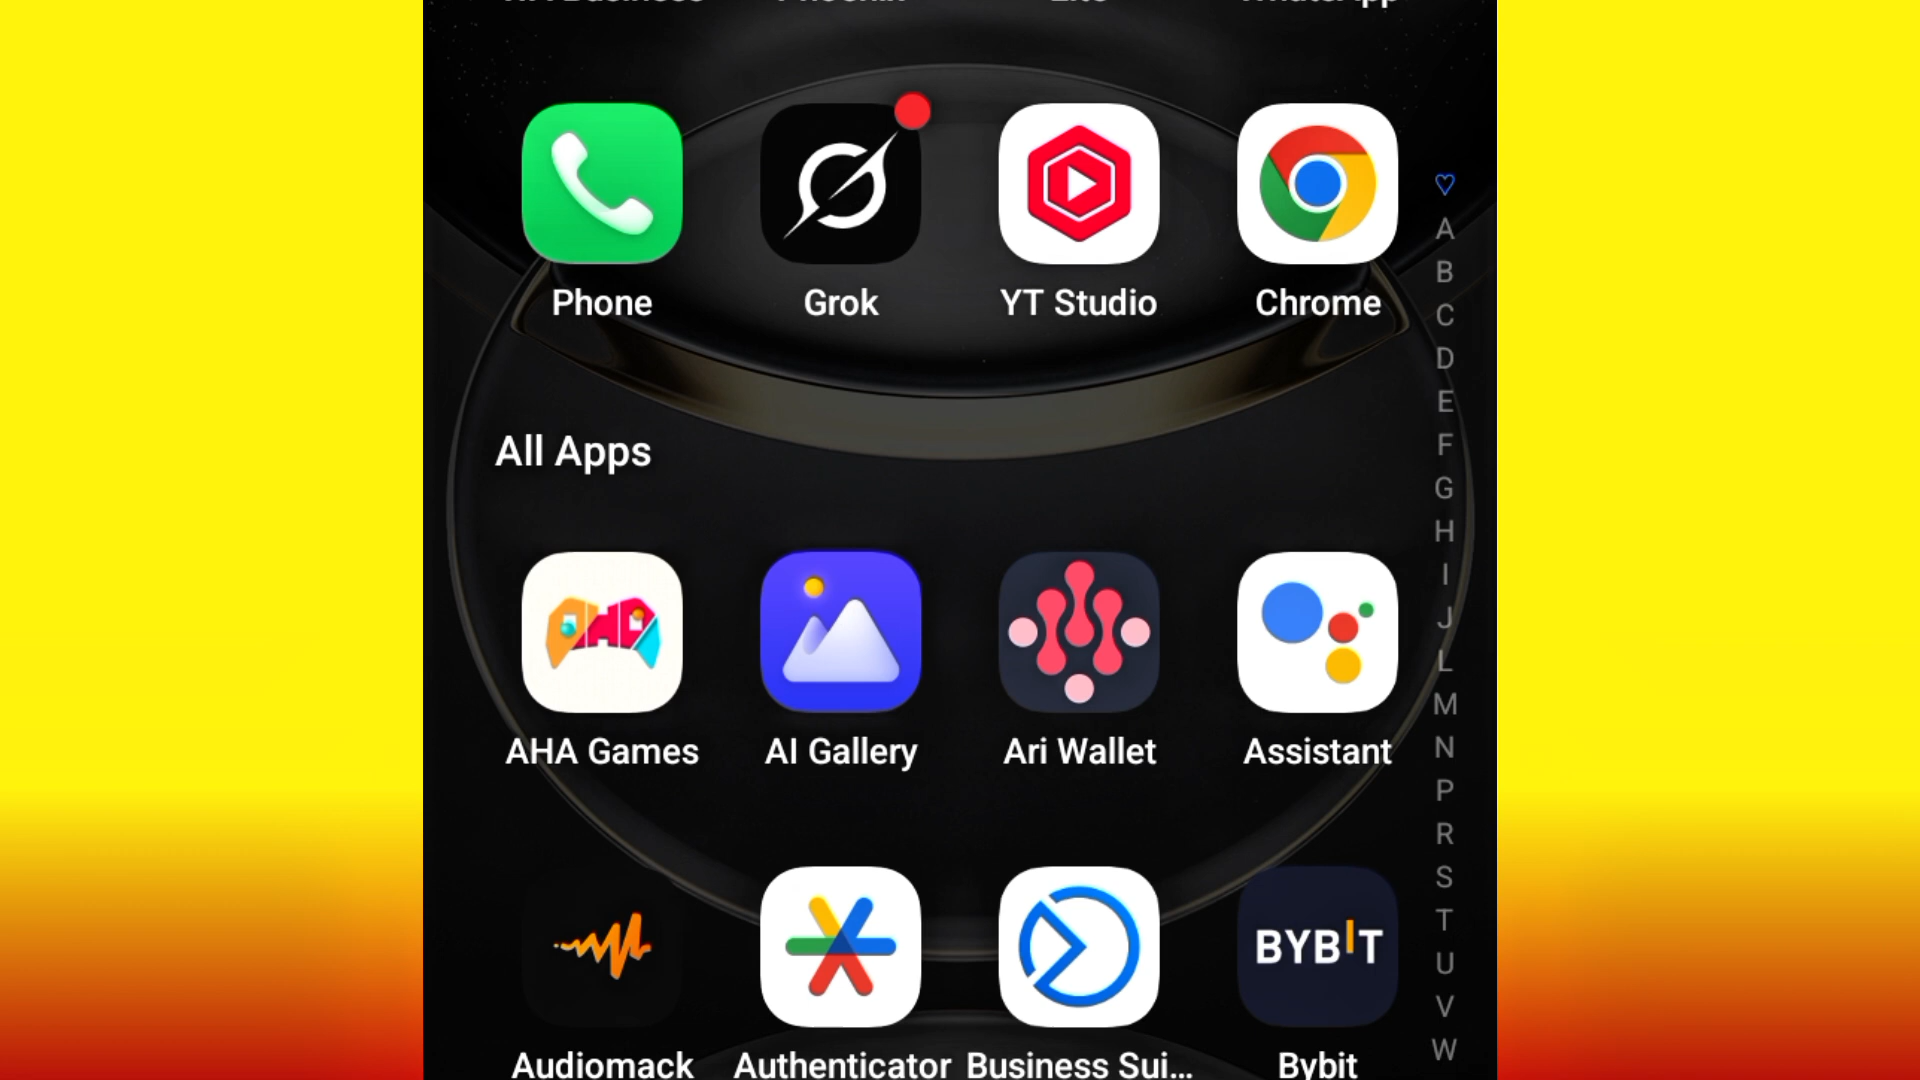 Phone Grok YT Studio Chrome
♡
A
B
C
D
E
All Apps
F
G
H
I
J
L
M
AHA Games AI Gallery Ari Wallet Assistant
N
P
R
S
BYBIT
T
U
V
W
Audiomack Authenticator Business Sui... Bybit